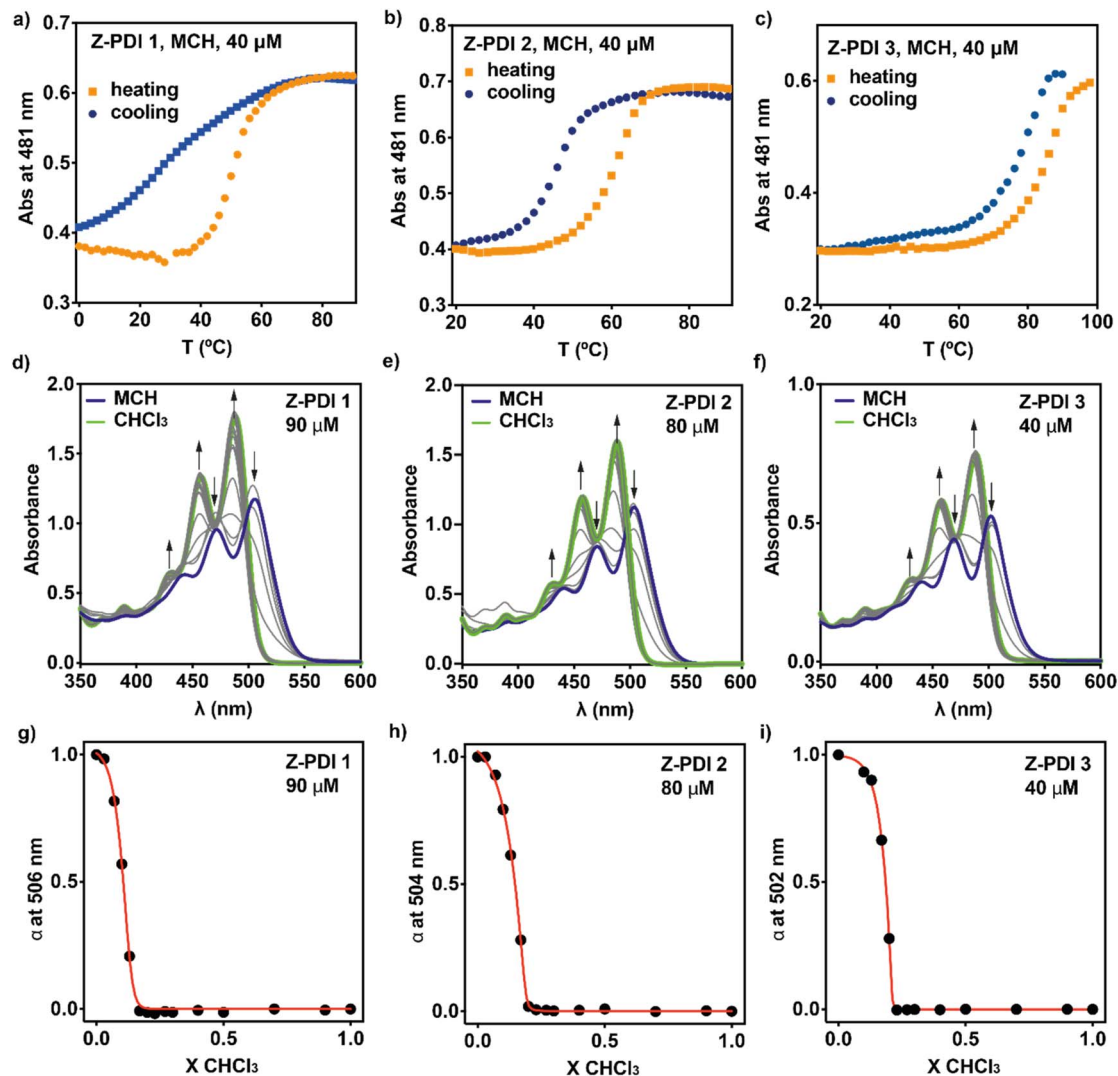 a)
Z-PDI 1, MCH, 40 µM
heating
cooling
Abs at 481 nm
0.6
0.5
0.4
0.3
0 20 40 60 80
T (ºC)
b)
Z-PDI 2, MCH, 40 µM
heating
cooling
Abs at 481 nm
0.8
0.7
0.6
0.5
0.4
0.3
20 40 60 80
T (ºC)
c)
Z-PDI 3, MCH, 40 µM
heating
cooling
Abs at 481 nm
0.6
0.4
0.2
20 40 60 80 100
T (ºC)
d)
MCH
CHCl₃
Z-PDI 1
90 µM
Absorbance
2.0
1.5
1.0
0.5
0.0
350 400 450 500 550 600
λ (nm)
e)
MCH
CHCl₃
Z-PDI 2
80 µM
Absorbance
2.0
1.5
1.0
0.5
0.0
350 400 450 500 550 600
λ (nm)
f)
MCH
CHCl₃
Z-PDI 3
40 µM
Absorbance
1.0
0.5
0.0
350 400 450 500 550 600
λ (nm)
g)
Z-PDI 1
90 µM
α at 506 nm
1.0
0.5
0.0
0.0 0.5 1.0
X CHCl₃
h)
Z-PDI 2
80 µM
α at 504 nm
1.0
0.5
0.0
0.0 0.5 1.0
X CHCl₃
i)
Z-PDI 3
40 µM
α at 502 nm
1.0
0.5
0.0
0.0 0.5 1.0
X CHCl₃